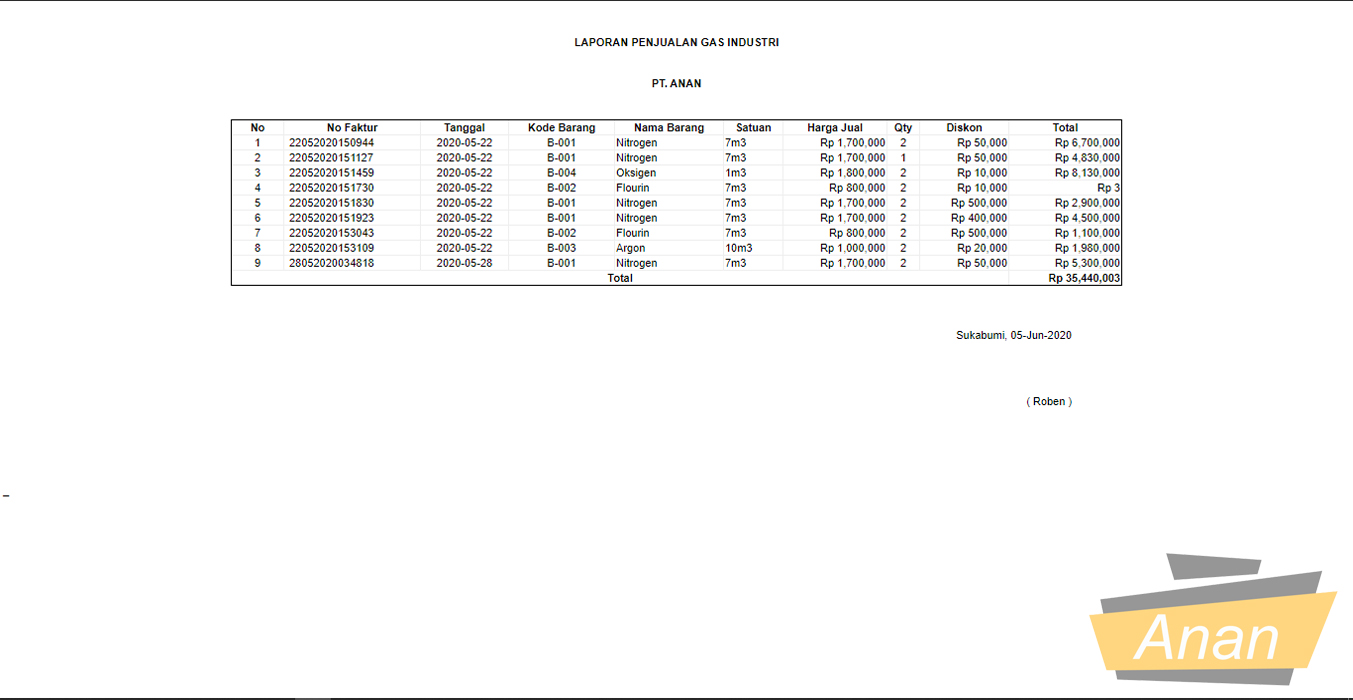 LAPORAN PENJUALAN GAS INDUSTRI
PT. ANAN
No No Faktur Tanggal Kode Barang Nama Barang Satuan Harga Jual Qty Diskon Total
1 22052020150944 2020-05-22 B-001 Nitrogen 7m3 Rp 1,700,000 2 Rp 50,000 Rp 6,700,000
2 22052020151127 2020-05-22 B-001 Nitrogen 7m3 Rp 1,700,000 1 Rp 50,000 Rp 4,830,000
3 22052020151459 2020-05-22 B-004 Oksigen 1m3 Rp 1,800,000 2 Rp 10,000 Rp 8,130,000
4 22052020151730 2020-05-22 B-002 Flourin 7m3 Rp 800,000 2 Rp 10,000 Rp 3
5 22052020151830 2020-05-22 B-001 Nitrogen 7m3 Rp 1,700,000 2 Rp 500,000 Rp 2,900,000
6 22052020151923 2020-05-22 B-001 Nitrogen 7m3 Rp 1,700,000 2 Rp 400,000 Rp 4,500,000
7 22052020153043 2020-05-22 B-002 Flourin 7m3 Rp 800,000 2 Rp 500,000 Rp 1,100,000
8 22052020153109 2020-05-22 B-003 Argon 10m3 Rp 1,000,000 2 Rp 20,000 Rp 1,980,000
9 28052020034818 2020-05-28 B-001 Nitrogen 7m3 Rp 1,700,000 2 Rp 50,000 Rp 5,300,000
Total Rp 35,440,003
Sukabumi, 05-Jun-2020
( Roben )
Anan